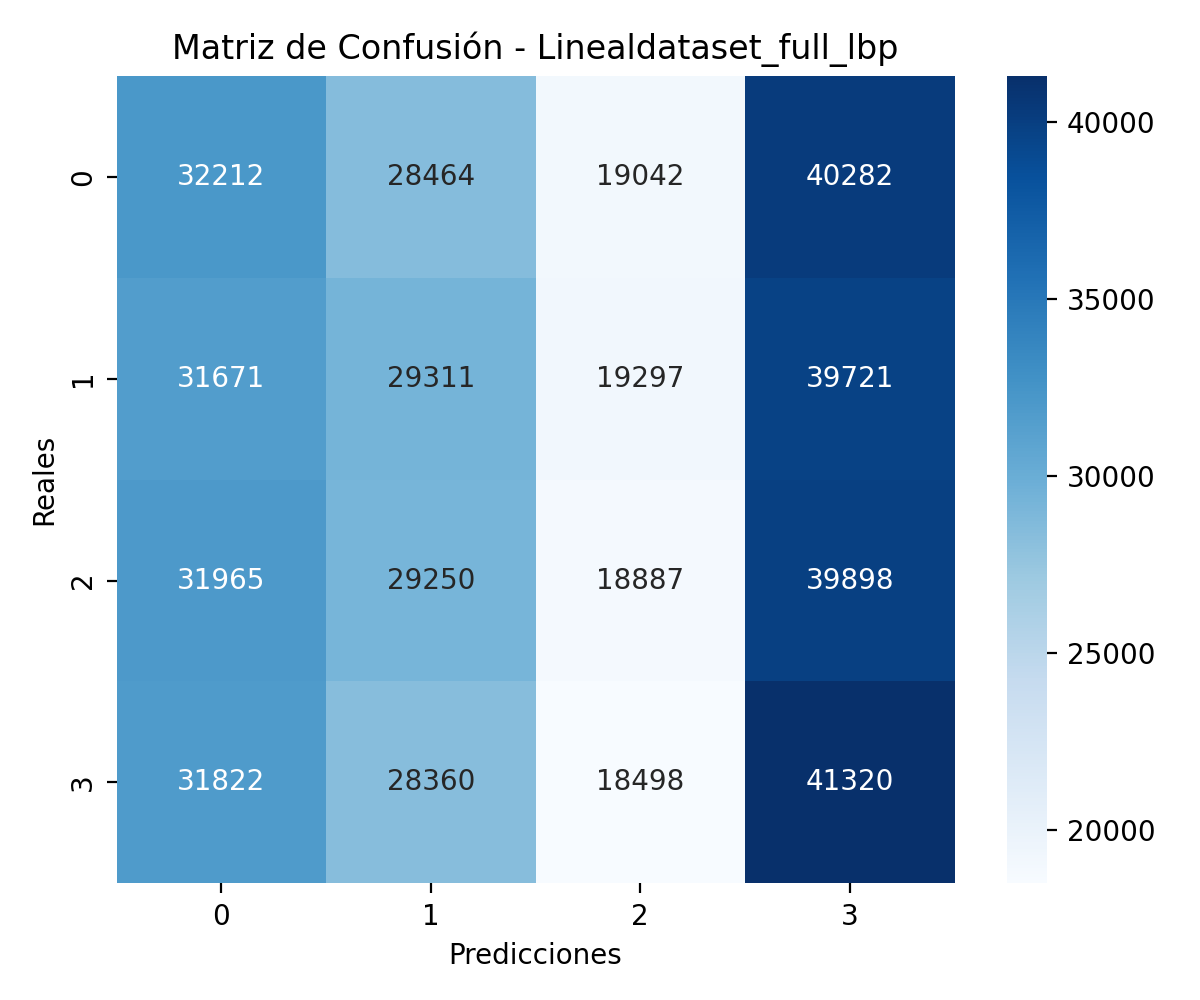 Matriz de Confusión - Linealdataset_full_lbp
0 32212 28464 19042 40282
1 31671 29311 19297 39721
2 31965 29250 18887 39898
3 31822 28360 18498 41320
0 1 2 3
Predicciones
Reales
40000
35000
30000
25000
20000